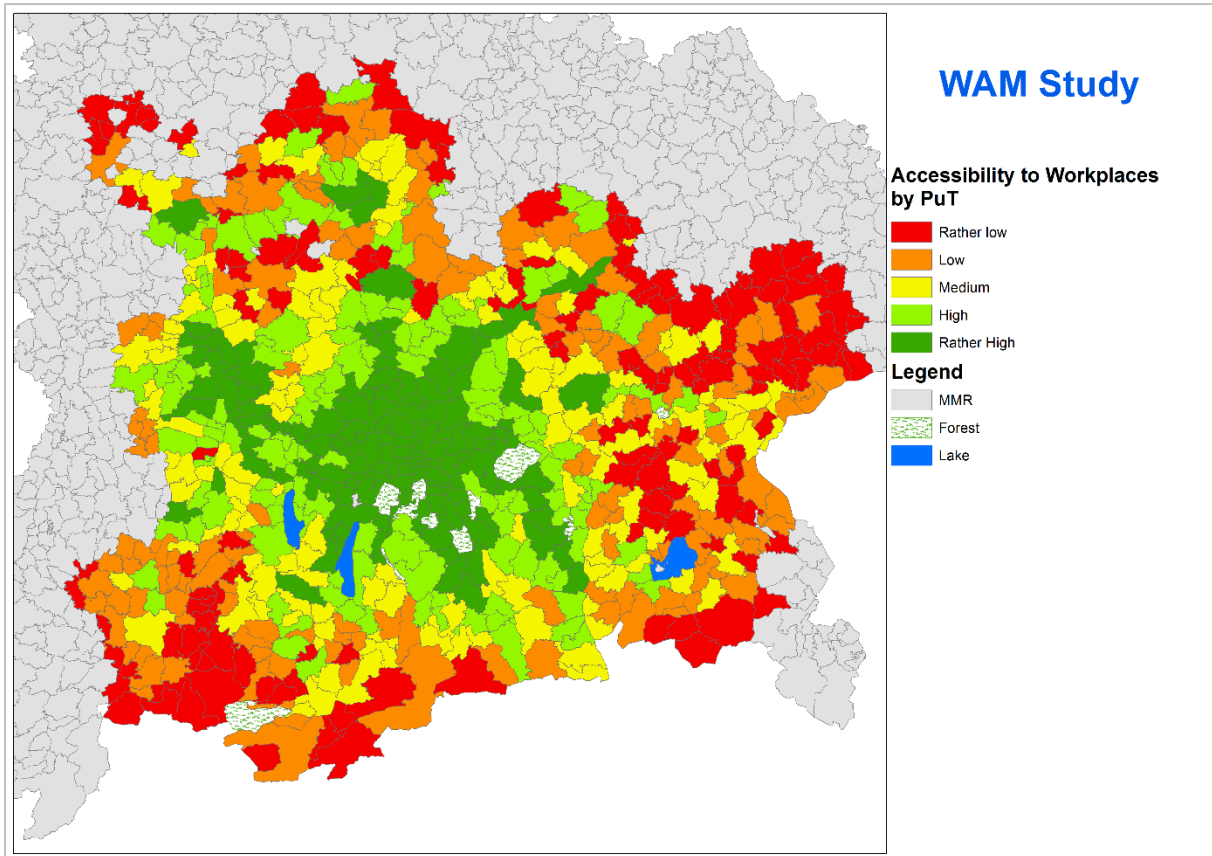 WAM Study
Accessibility to Workplaces
by PuT
Rather low
Low
Medium
High
Rather High
Legend
MMR
Forest
Lake